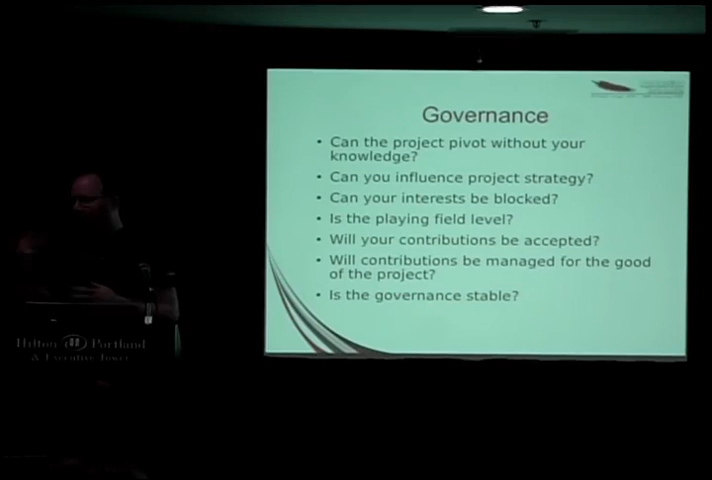 Governance
• Can the project pivot without your
knowledge?
• Can you influence project strategy?
• Can your interests be blocked?
• Is the playing field level?
• Will your contributions be accepted?
• Will contributions be managed for the good
of the project?
• Is the governance stable?
Hilton Portland
& Executive Tower